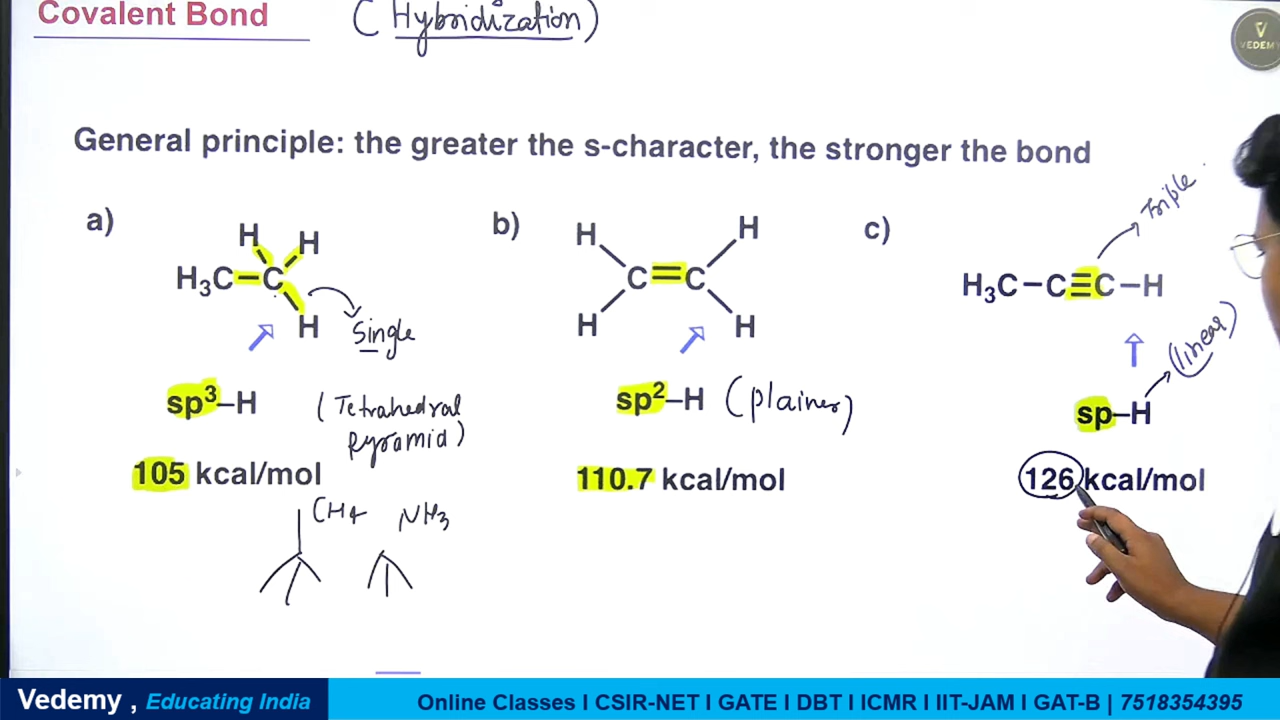 Covalent Bond
(Hybridization)
VEDEMY
General principle: the greater the s-character, the stronger the bond
a)
H H
H₃C–C
H
Single
sp³–H
(Tetrahedral
pyramid)
105 kcal/mol
CH4 NH3
b)
H H
C=C
H H
sp²–H (plainer)
110.7 kcal/mol
c)
Triple
H₃C–C≡C–H
(linear)
sp–H
126 kcal/mol
Vedemy , Educating India
Online Classes I CSIR-NET I GATE I DBT I ICMR I IIT-JAM I GAT-B | 7518354395